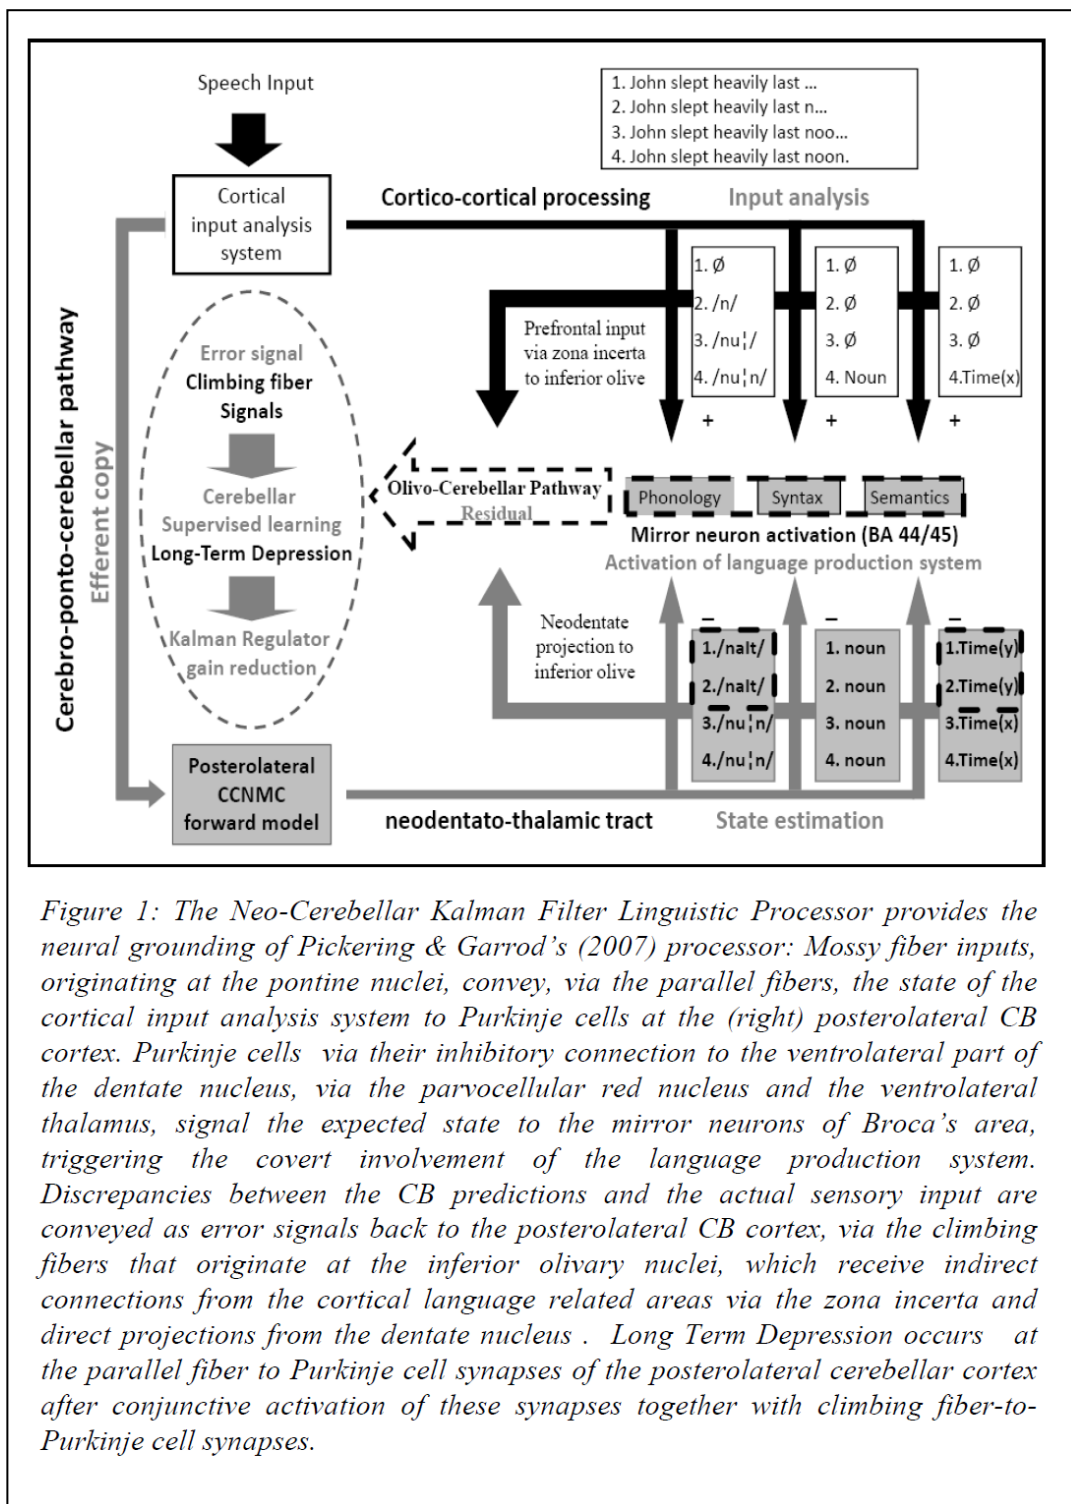 Speech Input
1. John slept heavily last ...
2. John slept heavily last n...
3. John slept heavily last noo...
4. John slept heavily last noon.
Cortical
input analysis
system
Cortico-cortical processing
Input analysis
1. Ø
2. /n/
3. /nu¦/
4. /nu¦n/
+
1. Ø
2. Ø
3. Ø
4. Noun
+
1. Ø
2. Ø
3. Ø
4.Time(x)
+
Prefrontal input
via zona incerta
to inferior olive
Cerebro-ponto-cerebellar pathway
Efferent copy
Error signal
Climbing fiber
Signals
Cerebellar
Supervised learning
Long-Term Depression
Kalman Regulator
gain reduction
Olivo-Cerebellar Pathway
Residual
Phonology
Syntax
Semantics
Mirror neuron activation (BA 44/45)
Activation of language production system
Neodentate
projection to
inferior olive
–
1./naIt/
2./naIt/
3./nu¦n/
4./nu¦n/
–
1. noun
2. noun
3. noun
4. noun
–
1.Time(y)
2.Time(y)
3.Time(x)
4.Time(x)
Posterolateral
CCNMC
forward model
neodentato-thalamic tract
State estimation
Figure 1: The Neo-Cerebellar Kalman Filter Linguistic Processor provides the
neural grounding of Pickering & Garrod's (2007) processor: Mossy fiber inputs,
originating at the pontine nuclei, convey, via the parallel fibers, the state of the
cortical input analysis system to Purkinje cells at the (right) posterolateral CB
cortex. Purkinje cells via their inhibitory connection to the ventrolateral part of
the dentate nucleus, via the parvocellular red nucleus and the ventrolateral
thalamus, signal the expected state to the mirror neurons of Broca's area,
triggering the covert involvement of the language production system.
Discrepancies between the CB predictions and the actual sensory input are
conveyed as error signals back to the posterolateral CB cortex, via the climbing
fibers that originate at the inferior olivary nuclei, which receive indirect
connections from the cortical language related areas via the zona incerta and
direct projections from the dentate nucleus . Long Term Depression occurs at
the parallel fiber to Purkinje cell synapses of the posterolateral cerebellar cortex
after conjunctive activation of these synapses together with climbing fiber-to-
Purkinje cell synapses.